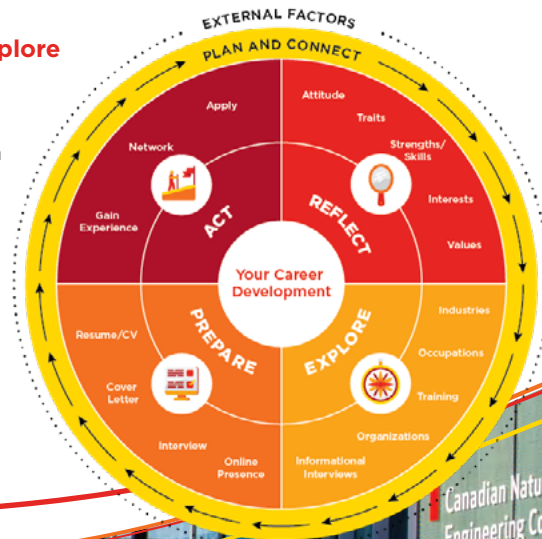 EXTERNAL FACTORS
PLAN AND CONNECT
plore
Apply
Network
Gain
Experience
ACT
Attitude
Traits
Strengths/
Skills
Interests
Values
REFLECT
Your Career
Development
PREPARE
Resume/CV
Cover
Letter
Interview
Online
Presence
EXPLORE
Industries
Occupations
Training
Organizations
Informational
Interviews
Canadian Natu
Engineering Co